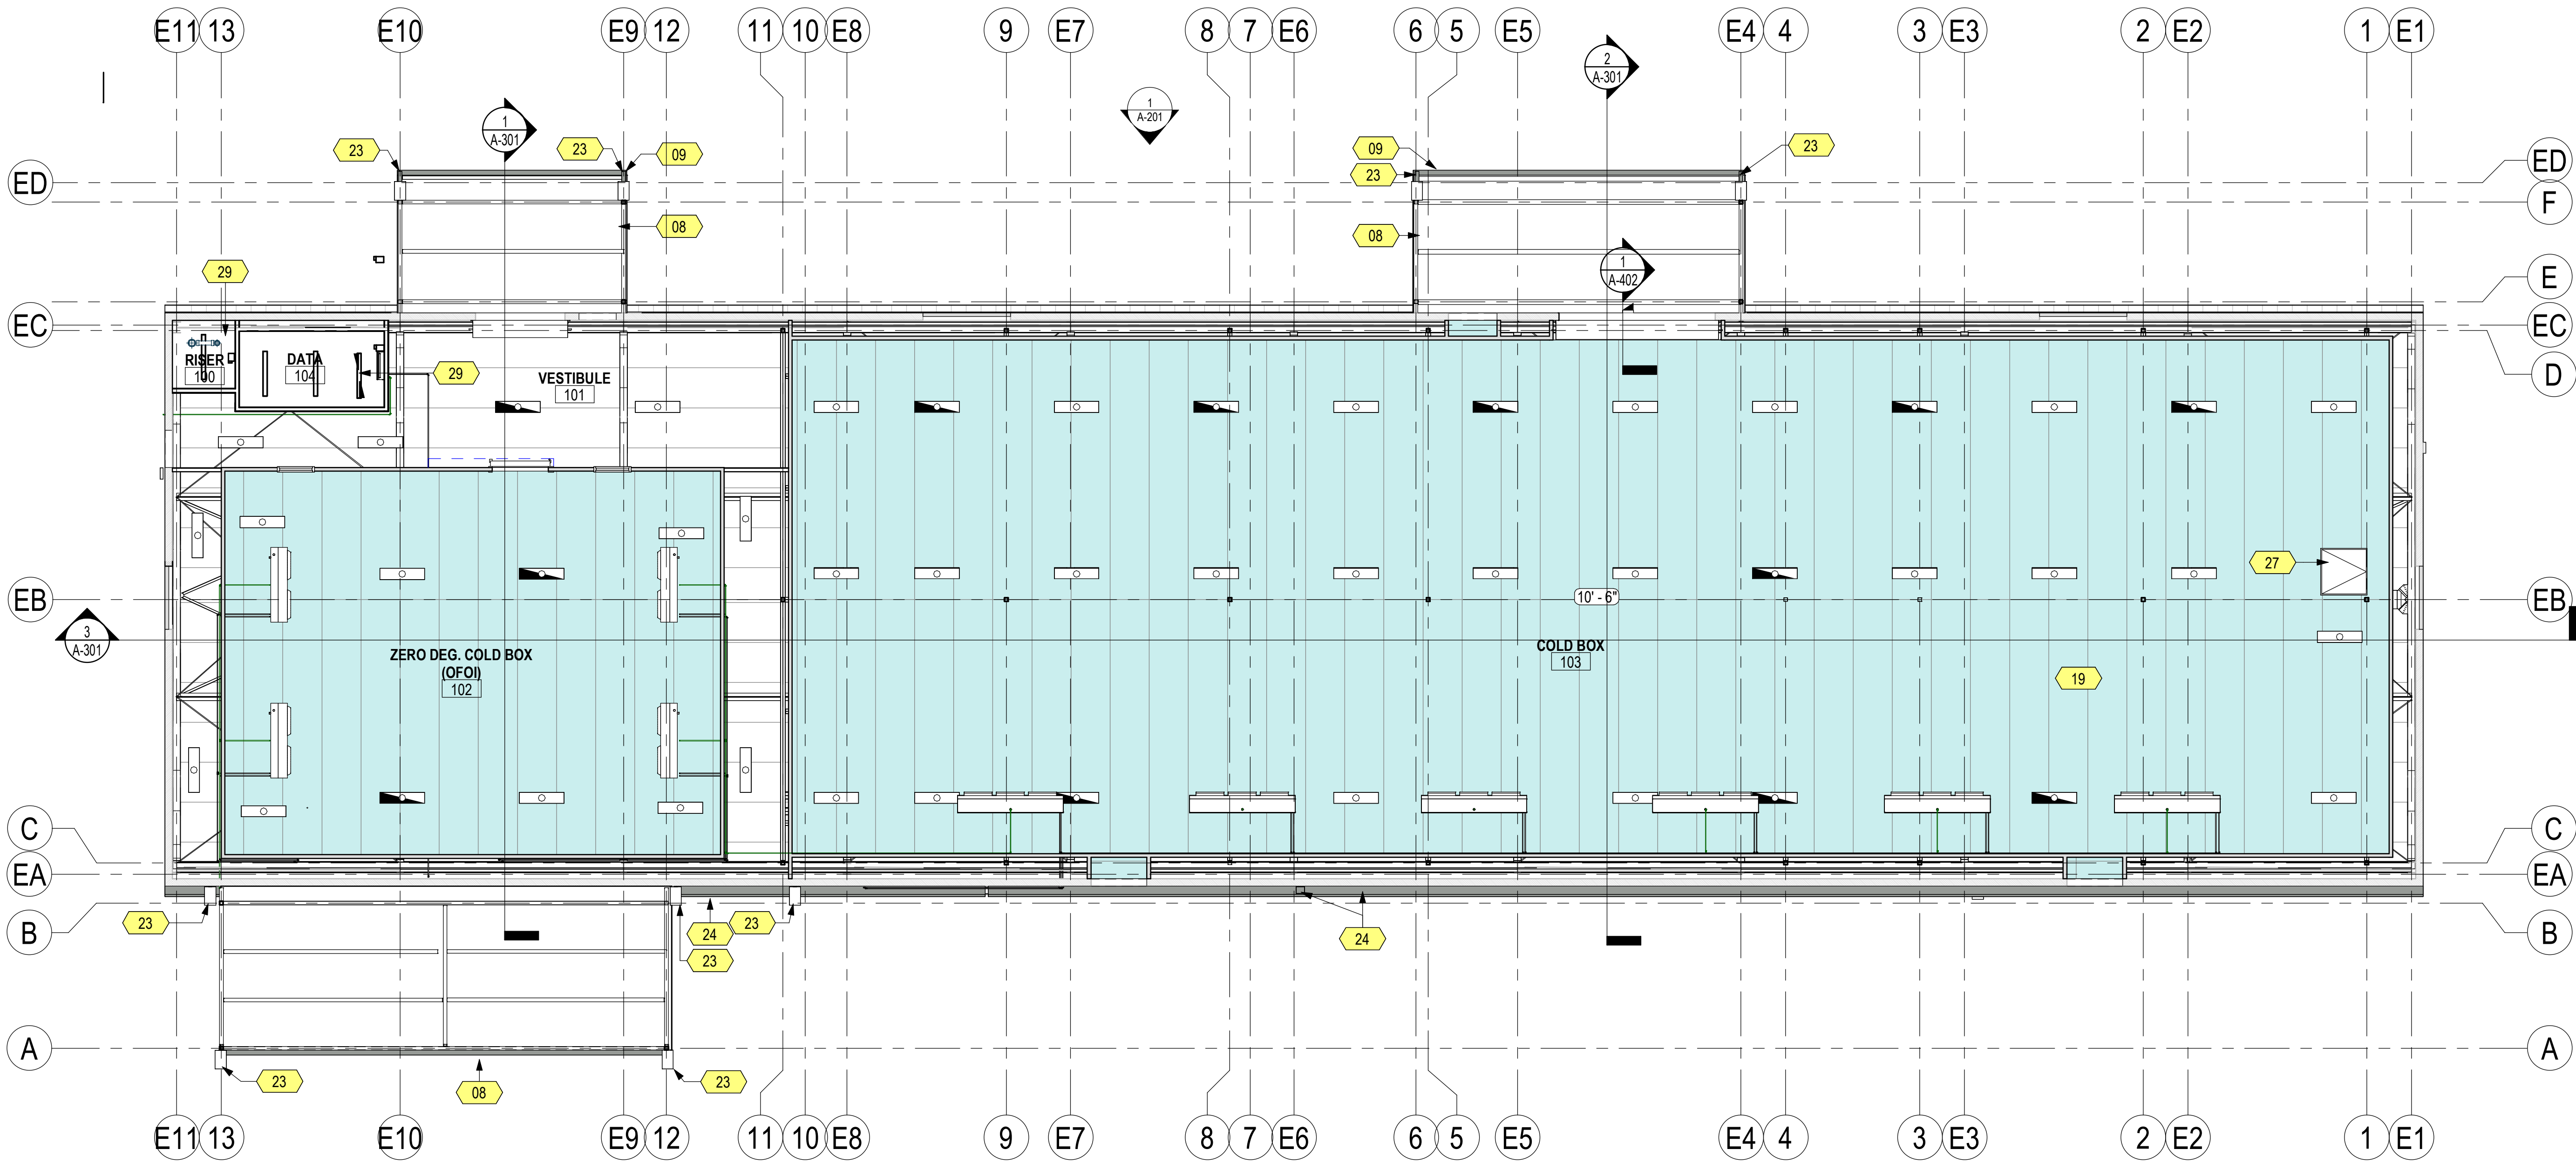 E11 13 E10 E9 12 11 10 E8 9 E7 8 7 E6 6 5 E5 E4 4 3 E3 2 E2 1 E1
2
A-301
1
A-201
1
A-301
23 23 09 09 23
ED ED
23
F
08 08
1
A-402
29
E
EC EC
RISER
100
DATA
104
29
VESTIBULE
101
D
27
EB 10' - 6" EB
3
A-301
ZERO DEG. COLD BOX
(OFOI)
102
COLD BOX
103
19
C C
EA EA
23 24 23 24
B B
23
A A
23 23
08
E11 13 E10 E9 12 11 10 E8 9 E7 8 7 E6 6 5 E5 E4 4 3 E3 2 E2 1 E1